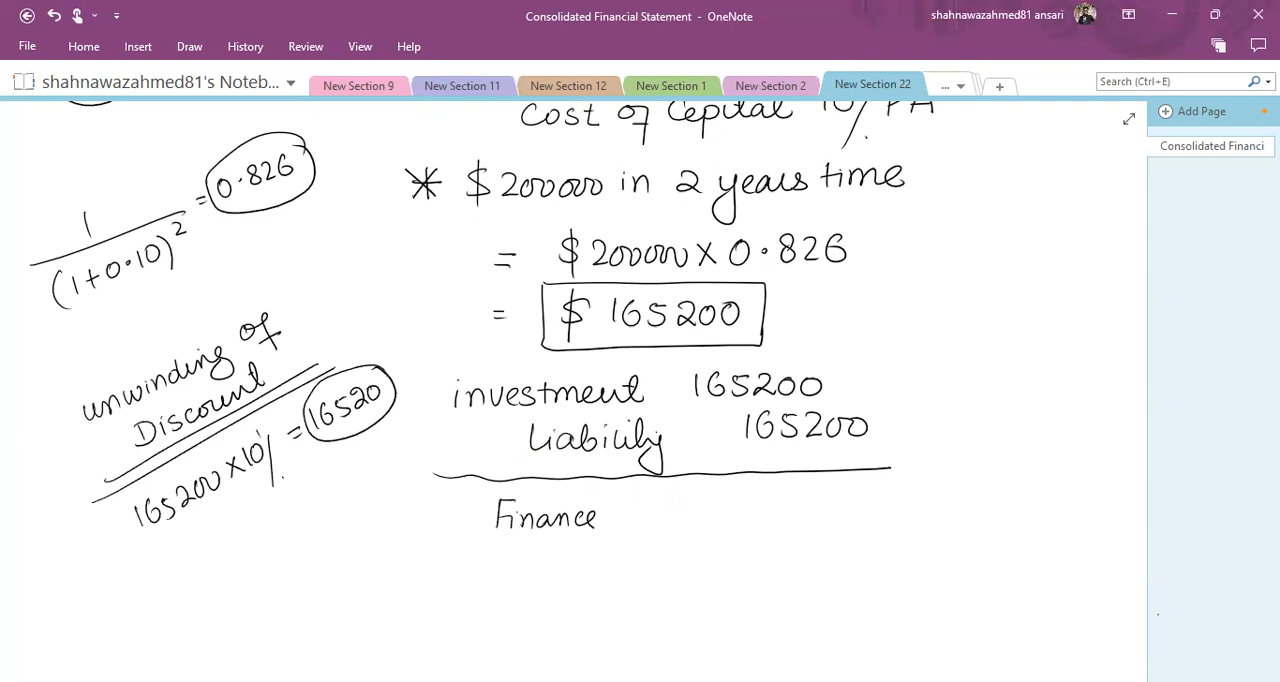 Consolidated Financial Statement - OneNote
shahnawazahmed81 ansari
File Home Insert Draw History Review View Help
shahnawazahmed81's Noteb... New Section 9 New Section 11 New Section 12 New Section 1 New Section 2 New Section 22 ... + Search (Ctrl+E)
Add Page
Consolidated Financi
Cost of Cepital 10% PA
* $200000 in 2 years time
= $200000 X 0.826
= $ 165200
1
(1+0.10)2
= 0.826
unwinding of
Discount
165200 X 10% = 16520
investment 165200
Liability 165200
Finance